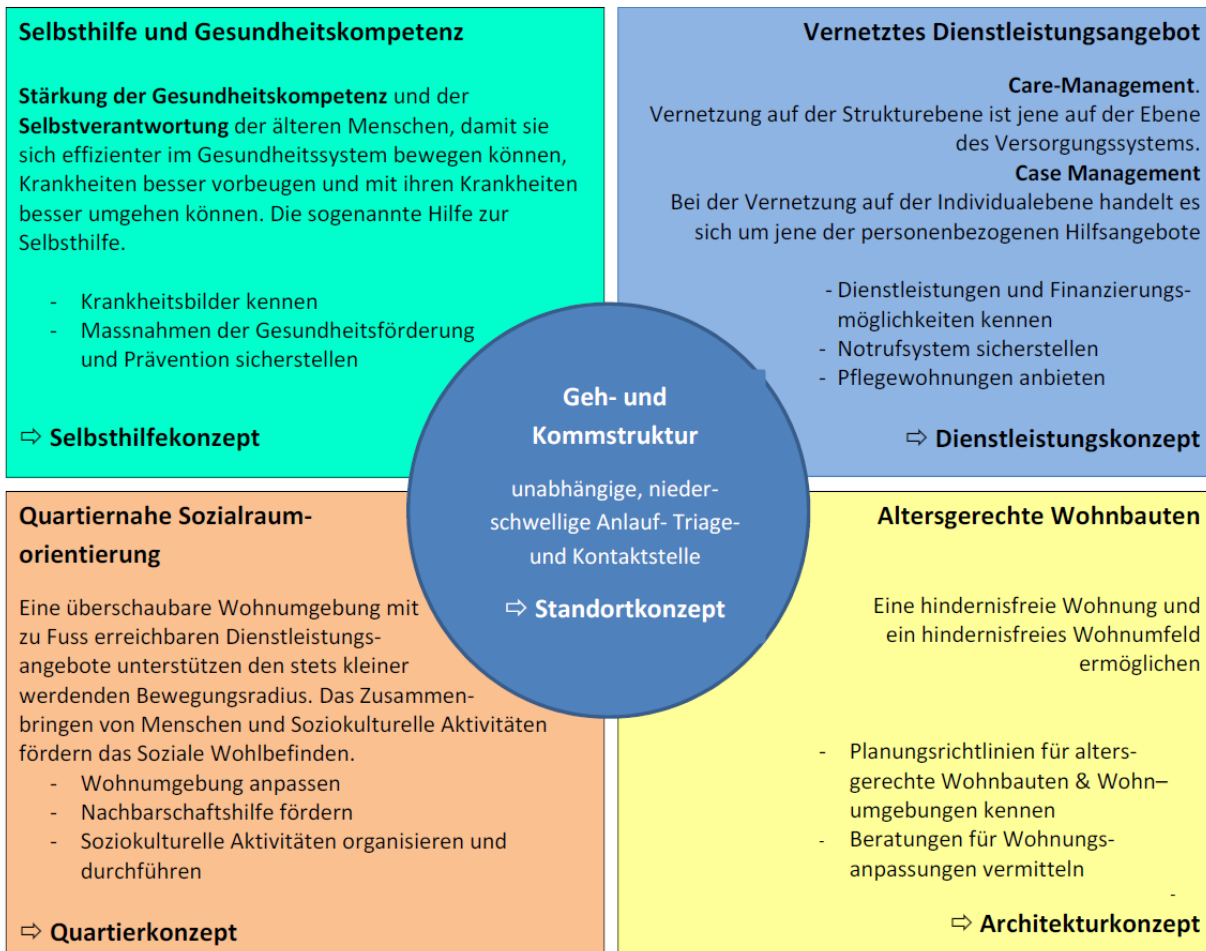 Selbsthilfe und Gesundheitskompetenz
Stärkung der Gesundheitskompetenz und der
Selbstverantwortung der älteren Menschen, damit sie
sich effizienter im Gesundheitssystem bewegen können,
Krankheiten besser vorbeugen und mit ihren Krankheiten
besser umgehen können. Die sogenannte Hilfe zur
Selbsthilfe.
- Krankheitsbilder kennen
- Massnahmen der Gesundheitsförderung
und Prävention sicherstellen
⇨ Selbsthilfekonzept
Vernetztes Dienstleistungsangebot
Care-Management.
Vernetzung auf der Strukturebene ist jene auf der Ebene
des Versorgungssystems.
Case Management
Bei der Vernetzung auf der Individualebene handelt es
sich um jene der personenbezogenen Hilfsangebote
- Dienstleistungen und Finanzierungs-
möglichkeiten kennen
- Notrufsystem sicherstellen
- Pflegewohnungen anbieten
⇨ Dienstleistungskonzept
Geh- und
Kommstruktur
unabhängige, nieder-
schwellige Anlauf- Triage-
und Kontaktstelle
⇨ Standortkonzept
Quartiernahe Sozialraum-
orientierung
Eine überschaubare Wohnumgebung mit
zu Fuss erreichbaren Dienstleistungs-
angebote unterstützen den stets kleiner
werdenden Bewegungsradius. Das Zusammen-
bringen von Menschen und Soziokulturelle Aktivitäten
fördern das Soziale Wohlbefinden.
- Wohnumgebung anpassen
- Nachbarschaftshilfe fördern
- Soziokulturelle Aktivitäten organisieren und
durchführen
⇨ Quartierkonzept
Altersgerechte Wohnbauten
Eine hindernisfreie Wohnung und
ein hindernisfreies Wohnumfeld
ermöglichen
- Planungsrichtlinien für alters-
gerechte Wohnbauten & Wohn–
umgebungen kennen
- Beratungen für Wohnungs-
anpassungen vermitteln
-
⇨ Architekturkonzept